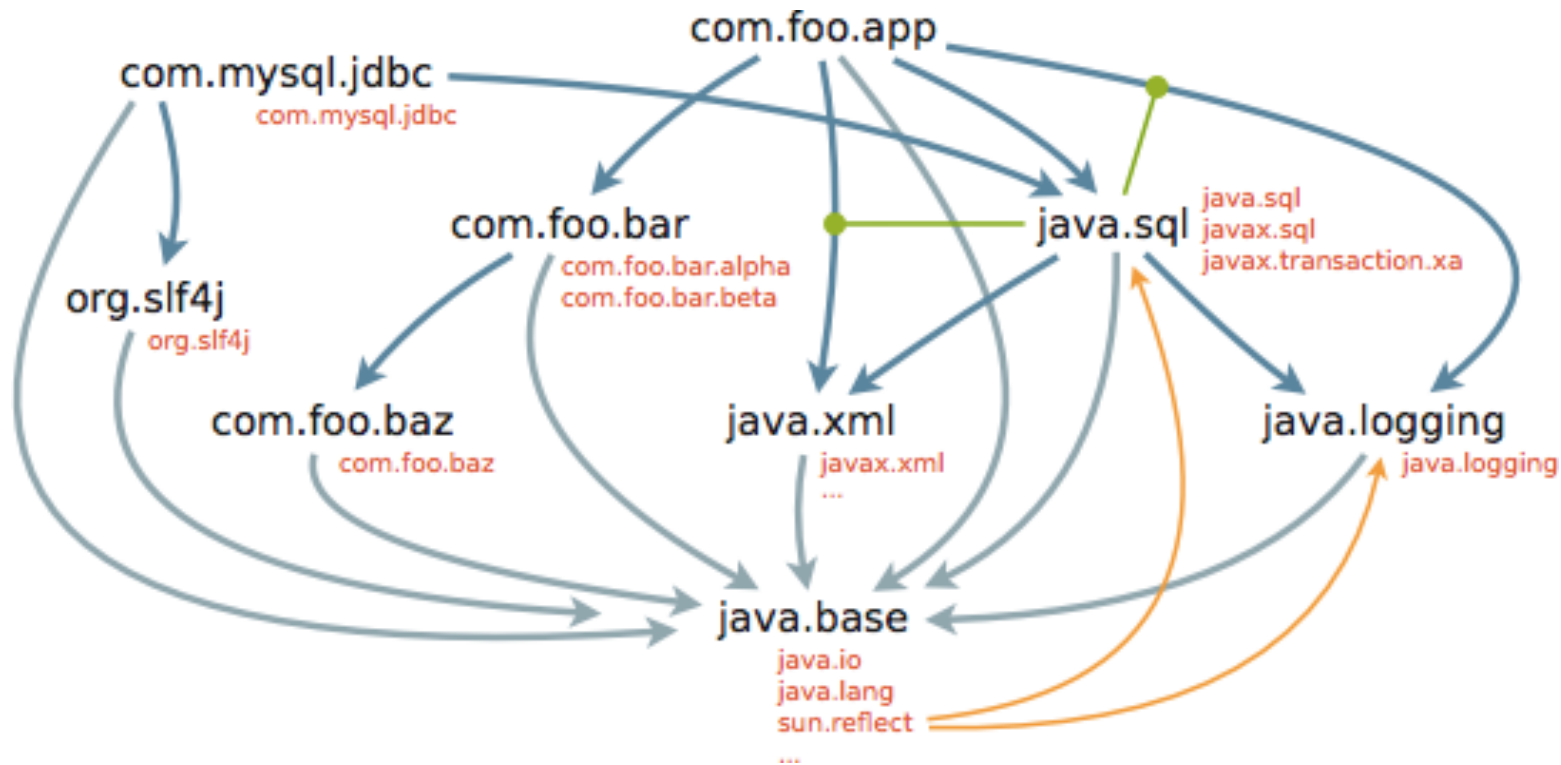 com.foo.app
com.mysql.jdbc
com.mysql.jdbc
com.foo.bar
com.foo.bar.alpha
com.foo.bar.beta
java.sql
java.sql
javax.sql
javax.transaction.xa
org.slf4j
org.slf4j
com.foo.baz
com.foo.baz
java.xml
javax.xml
...
java.logging
java.logging
java.base
java.io
java.lang
sun.reflect
...